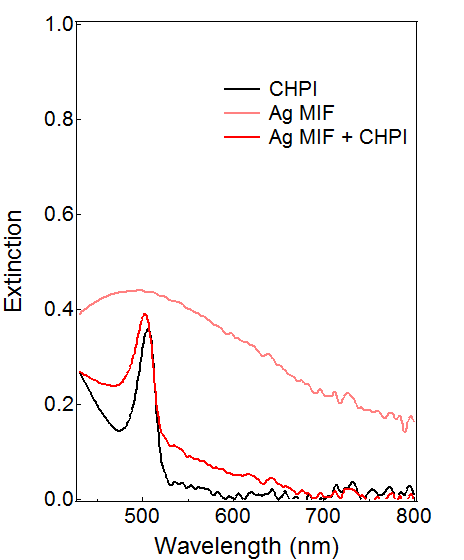 1.0
0.8
0.6
0.4
0.2
0.0
Extinction
CHPI
Ag MIF
Ag MIF + CHPI
500 600 700 800
Wavelength (nm)